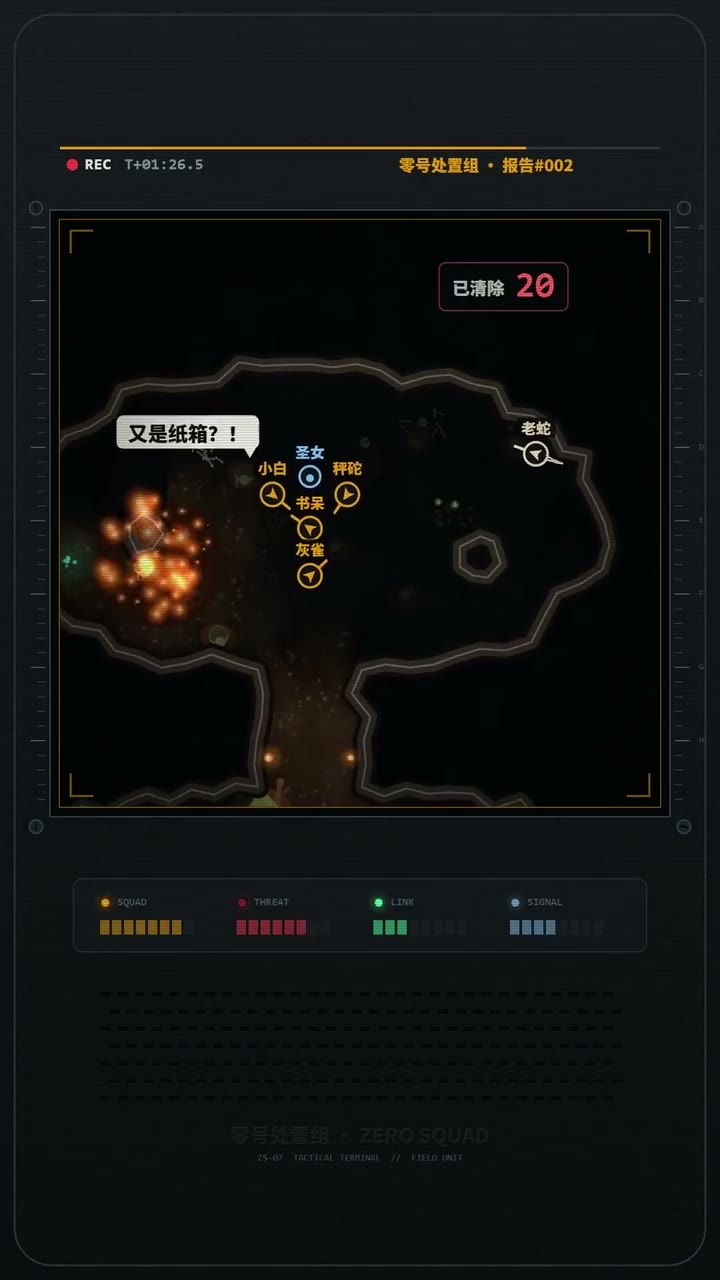 REC T+01:26.5 零号处置组 · 报告#002
已清除 20
又是纸箱？！
老蛇
圣女
小白
秤砣
书呆
灰雀
SQUAD THREAT LINK SIGNAL
零号处置组 · ZERO SQUAD
ZS-07 TACTICAL TERMINAL // FIELD UNIT